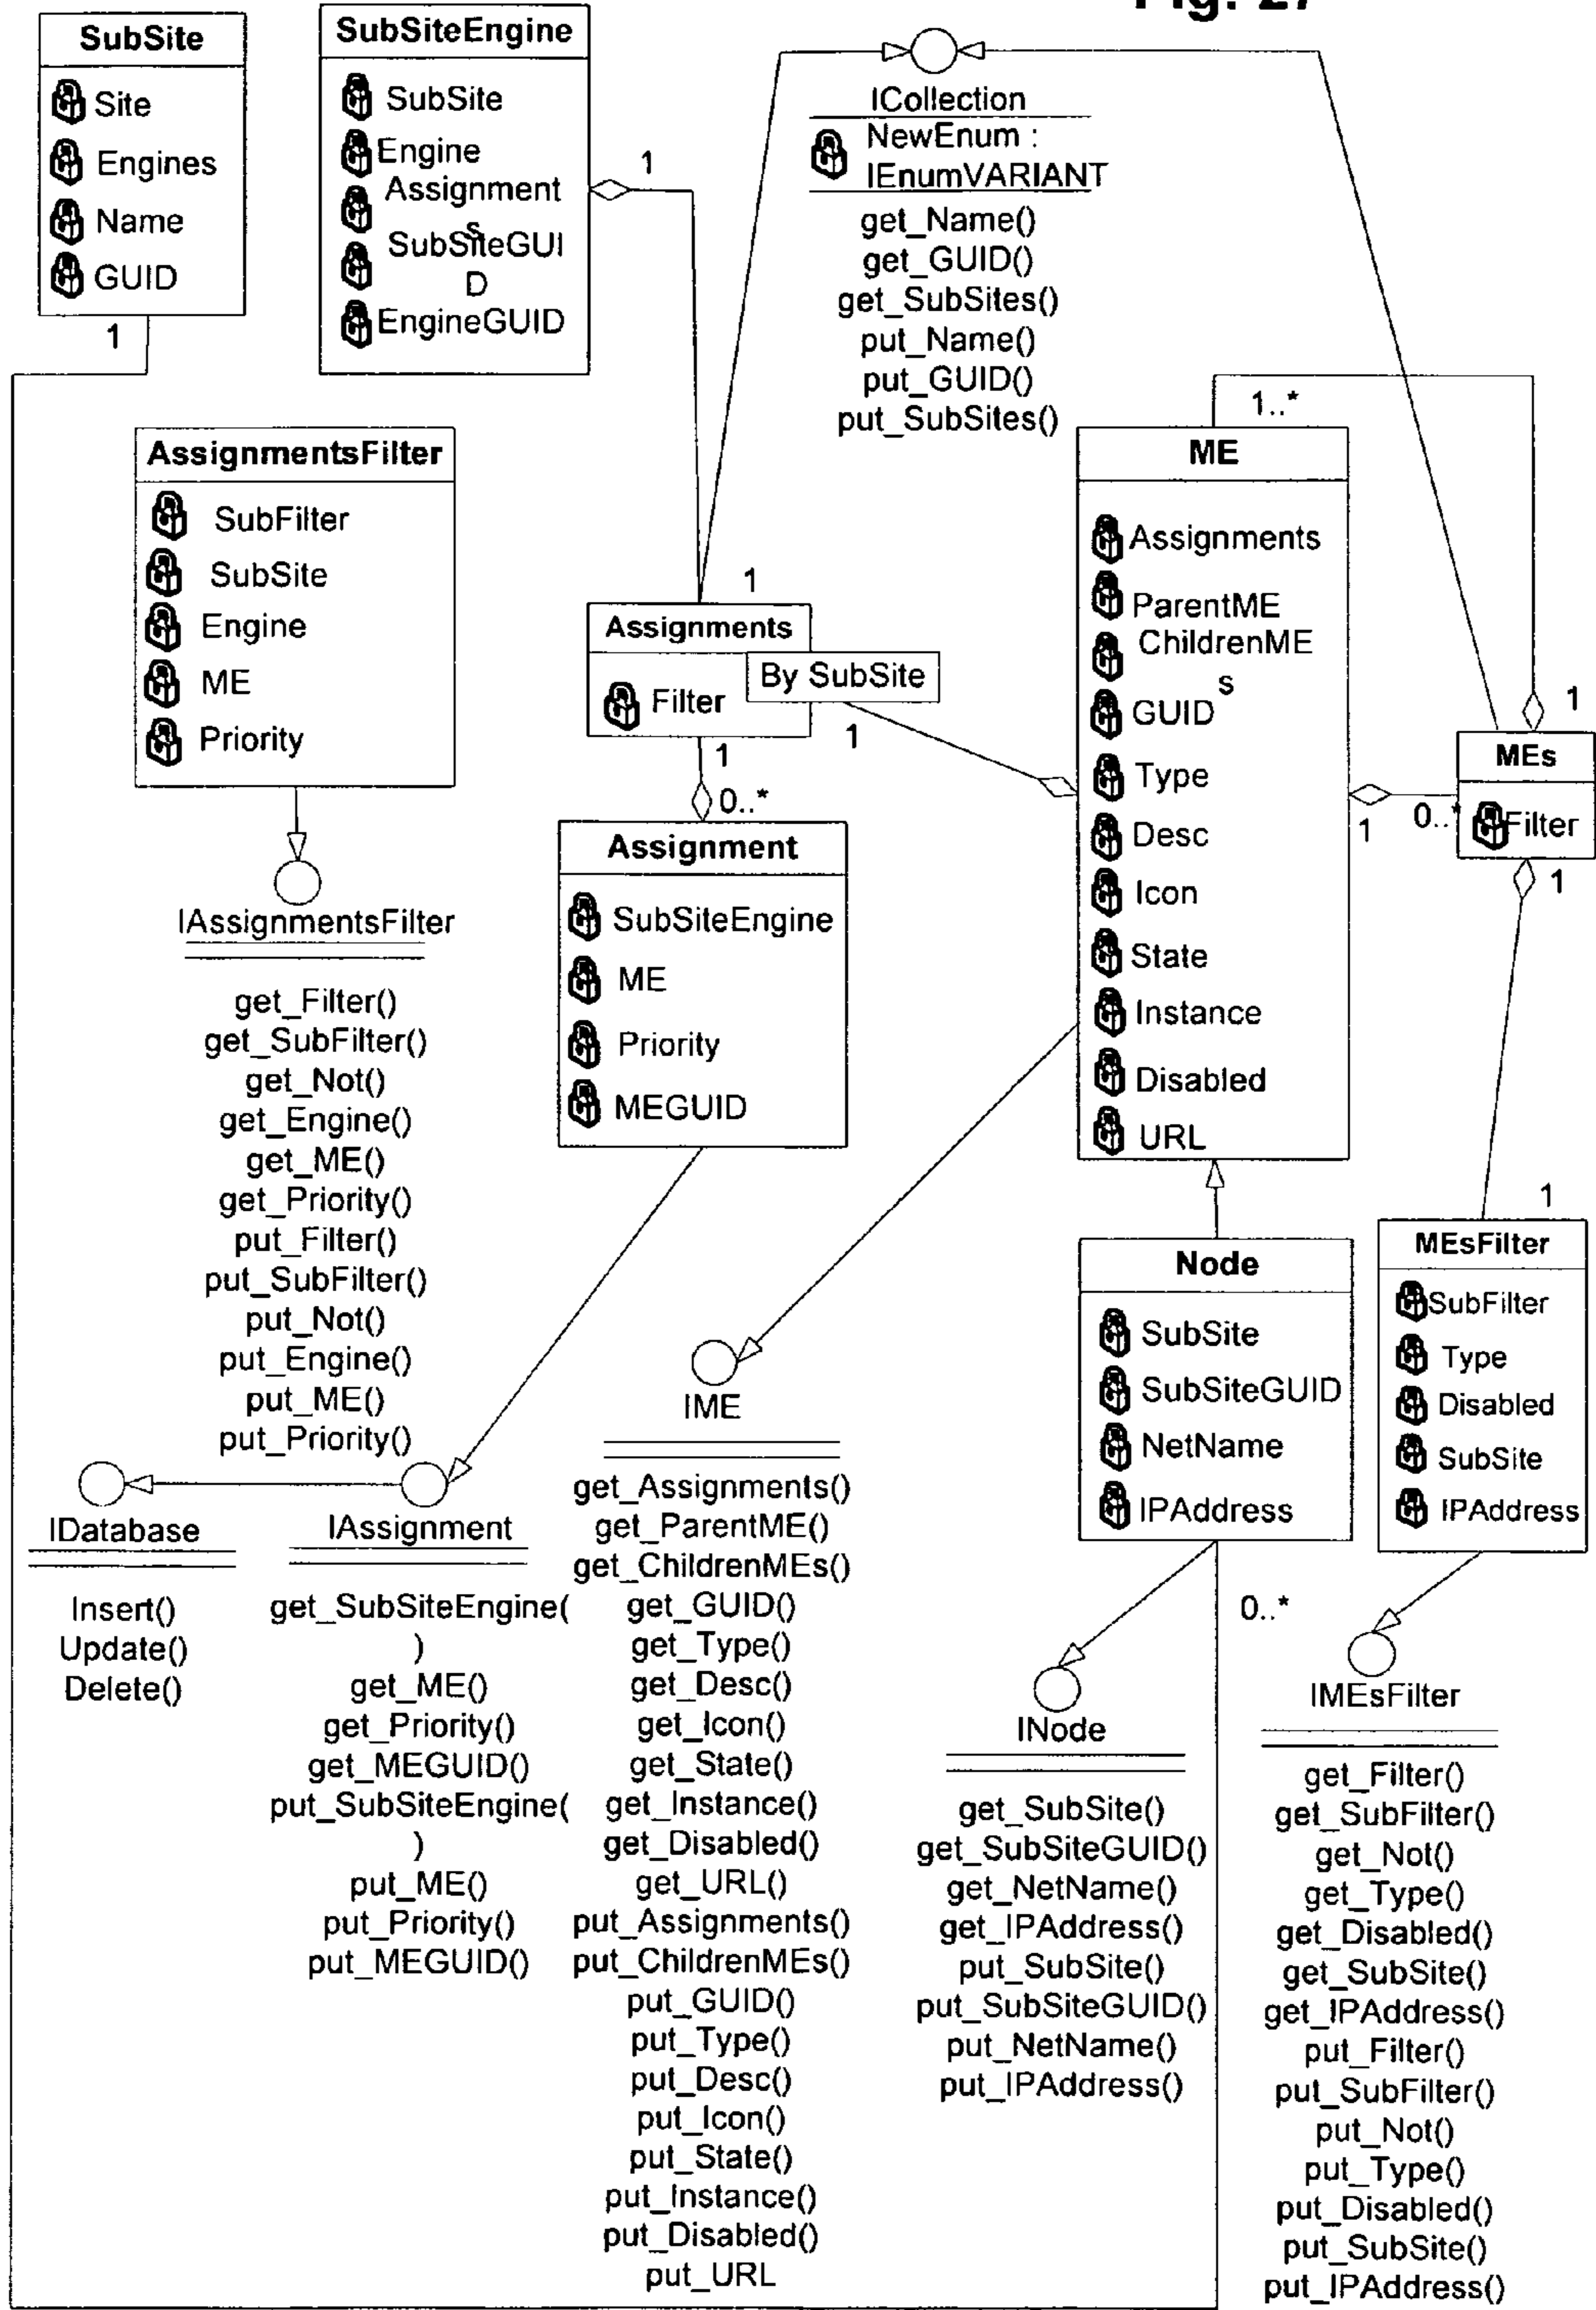 Fig. 27
SubSite
Site
Engines
Name
GUID
1
SubSiteEngine
SubSite
Engine
Assignment
s
SubSiteGUI
D
EngineGUID
1
ICollection
NewEnum :
IEnumVARIANT
get_Name()
get_GUID()
get_SubSites()
put_Name()
put_GUID()
put_SubSites()
AssignmentsFilter
SubFilter
SubSite
Engine
ME
Priority
IAssignmentsFilter
get_Filter()
get_SubFilter()
get_Not()
get_Engine()
get_ME()
get_Priority()
put_Filter()
put_SubFilter()
put_Not()
put_Engine()
put_ME()
put_Priority()
1
Assignments
Filter
By SubSite
1
1
0..*
Assignment
SubSiteEngine
ME
Priority
MEGUID
1..*
ME
Assignments
ParentME
ChildrenME
s
GUID
Type
Desc
Icon
State
Instance
Disabled
URL
1
MEs
Filter
1
0..*
1
1
MEsFilter
SubFilter
Type
Disabled
SubSite
IPAddress
Node
SubSite
SubSiteGUID
NetName
IPAddress
0..*
IDatabase
Insert()
Update()
Delete()
IAssignment
get_SubSiteEngine(
)
get_ME()
get_Priority()
get_MEGUID()
put_SubSiteEngine(
)
put_ME()
put_Priority()
put_MEGUID()
IME
get_Assignments()
get_ParentME()
get_ChildrenMEs()
get_GUID()
get_Type()
get_Desc()
get_Icon()
get_State()
get_Instance()
get_Disabled()
get_URL()
put_Assignments()
put_ChildrenMEs()
put_GUID()
put_Type()
put_Desc()
put_Icon()
put_State()
put_Instance()
put_Disabled()
put_URL
INode
get_SubSite()
get_SubSiteGUID()
get_NetName()
get_IPAddress()
put_SubSite()
put_SubSiteGUID()
put_NetName()
put_IPAddress()
IMEsFilter
get_Filter()
get_SubFilter()
get_Not()
get_Type()
get_Disabled()
get_SubSite()
get_IPAddress()
put_Filter()
put_SubFilter()
put_Not()
put_Type()
put_Disabled()
put_SubSite()
put_IPAddress()